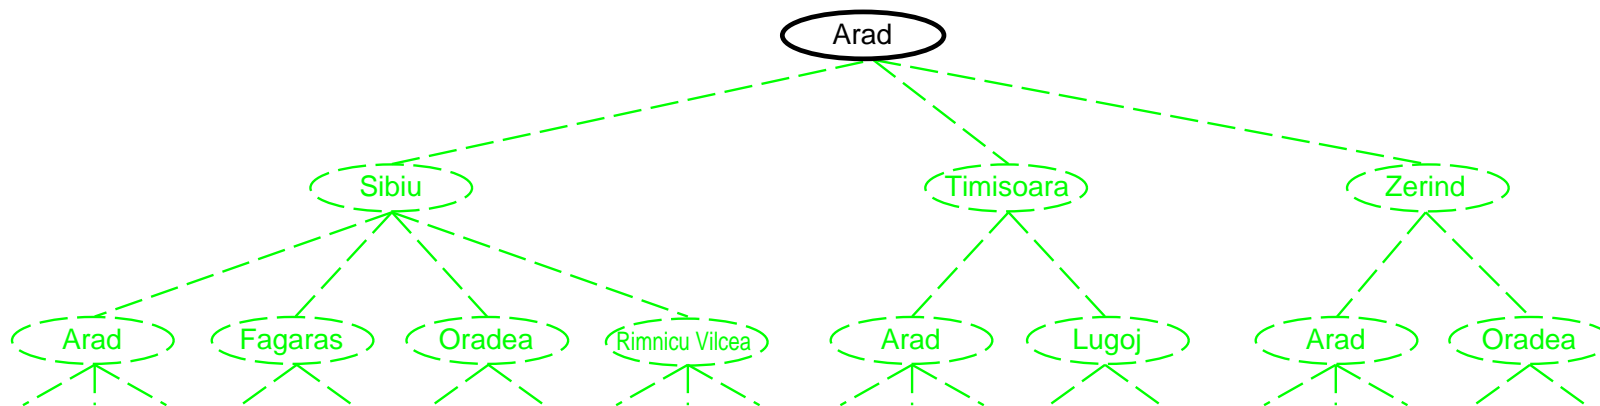 Arad
Sibiu
Timisoara
Zerind
Arad
Fagaras
Oradea
Rimnicu Vilcea
Arad
Lugoj
Arad
Oradea